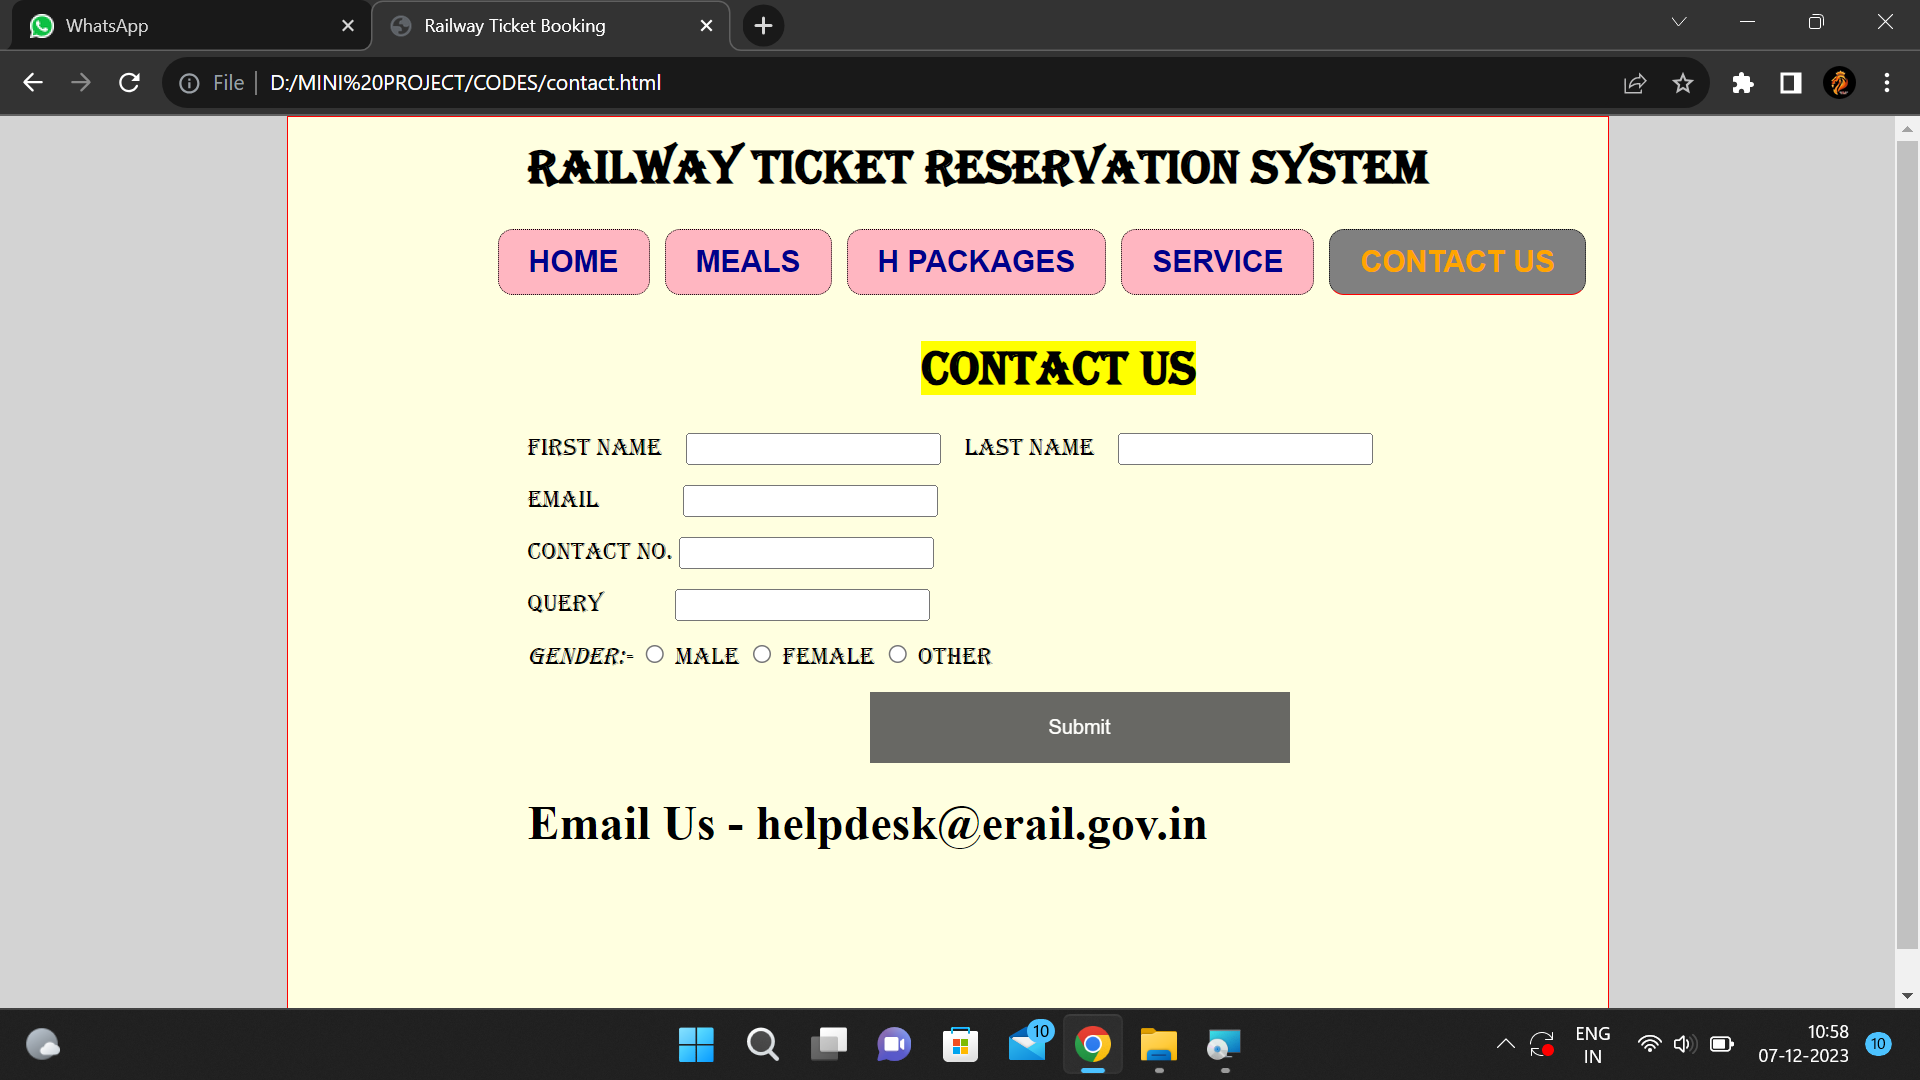 WhatsApp
Railway Ticket Booking
File D:/MINI%20PROJECT/CODES/contact.html
RAILWAY TICKET RESERVATION SYSTEM
HOME MEALS H PACKAGES SERVICE CONTACT US
CONTACT US
FIRST NAME LAST NAME
EMAIL
CONTACT NO.
QUERY
GENDER:- MALE FEMALE OTHER
Submit
Email Us - helpdesk@erail.gov.in
10
ENG
IN
10:58
07-12-2023
10